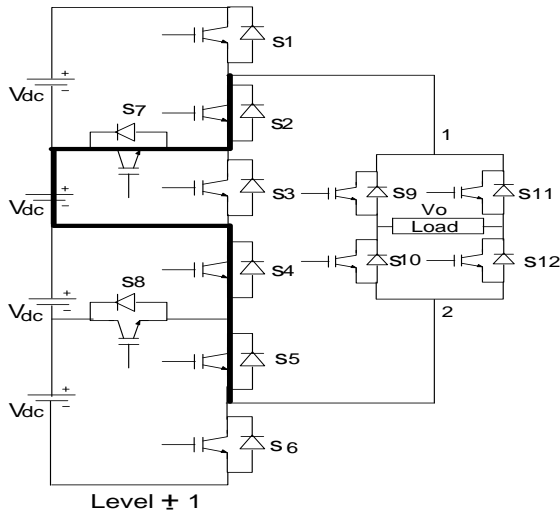 S1
+
Vdc
S7
S2
1
S3
S9
S11
+
Vdc
Vo
Load
S4
S10
S12
S8
+
Vdc
2
S5
+
Vdc
S6
Level ± 1